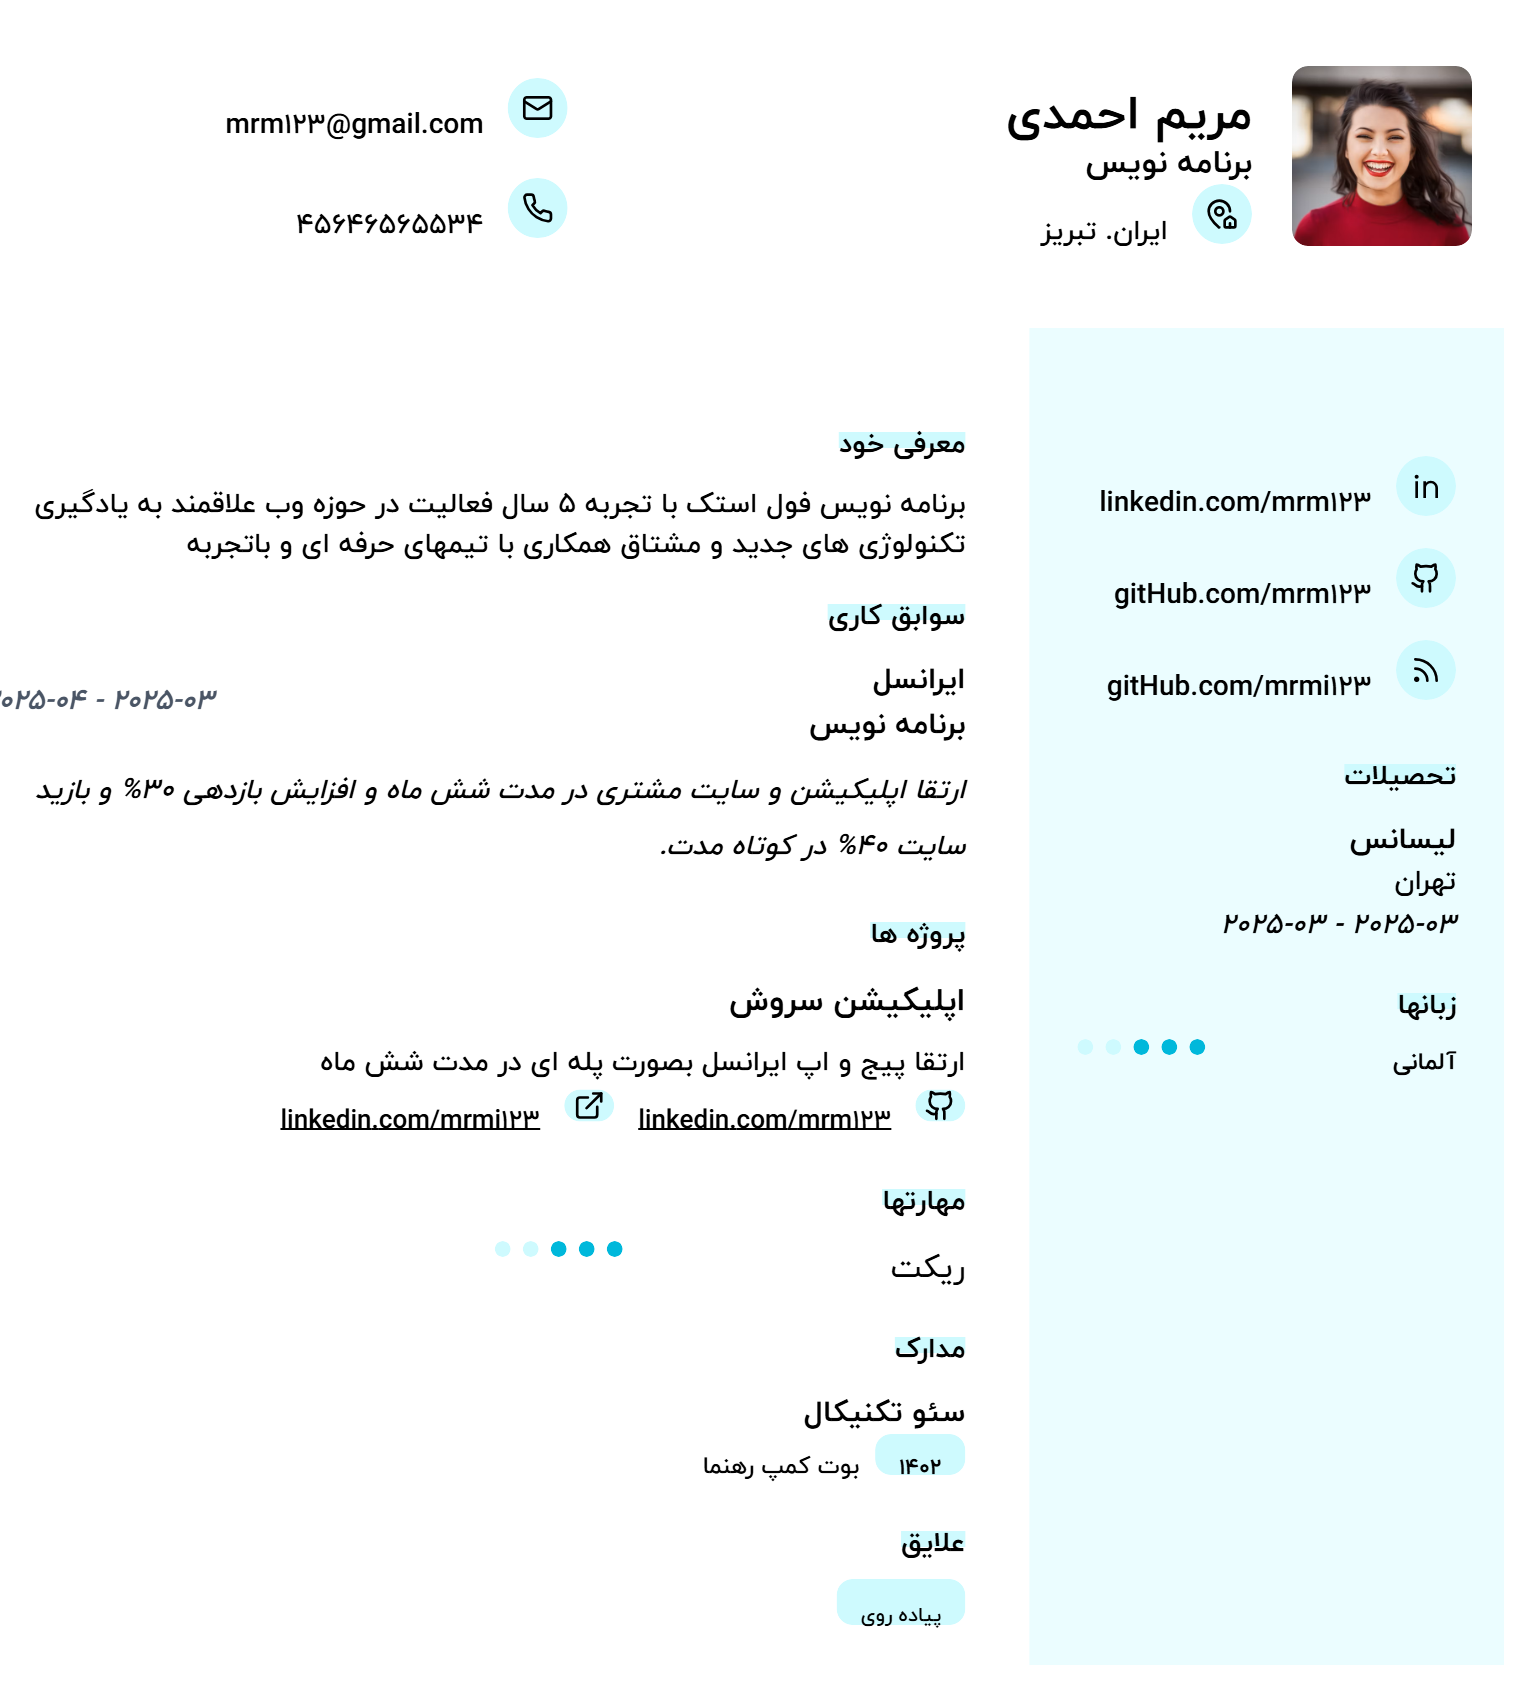 مریم احمدی
برنامه نویس
ایران. تبریز
mrm۱۲۳@gmail.com
۴۵۶۴۶۵۶۵۵۳۴
linkedin.com/mrm۱۲۳
gitHub.com/mrm۱۲۳
gitHub.com/mrmi۱۲۳
تحصیلات
لیسانس
تهران
۲۰۲۵-۰۳ - ۲۰۲۵-۰۳
زبانها
آلمانی
معرفی خود
برنامه نویس فول استک با تجربه ۵ سال فعالیت در حوزه وب علاقمند به یادگیری
تکنولوژی های جدید و مشتاق همکاری با تیمهای حرفه ای و باتجربه
سوابق کاری
ایرانسل
۲۰۲۵-۰۳ - ۲۰۲۵-۰۴
برنامه نویس
ارتقا اپلیکیشن و سایت مشتری در مدت شش ماه و افزایش بازدهی ۳۰% و بازید
سایت ۴۰% در کوتاه مدت.
پروژه ها
اپلیکیشن سروش
ارتقا پیج و اپ ایرانسل بصورت پله ای در مدت شش ماه
linkedin.com/mrm۱۲۳ linkedin.com/mrmi۱۲۳
مهارتها
ریکت
مدارک
سئو تکنیکال
۱۴۰۲ بوت کمپ رهنما
علایق
پیاده روی